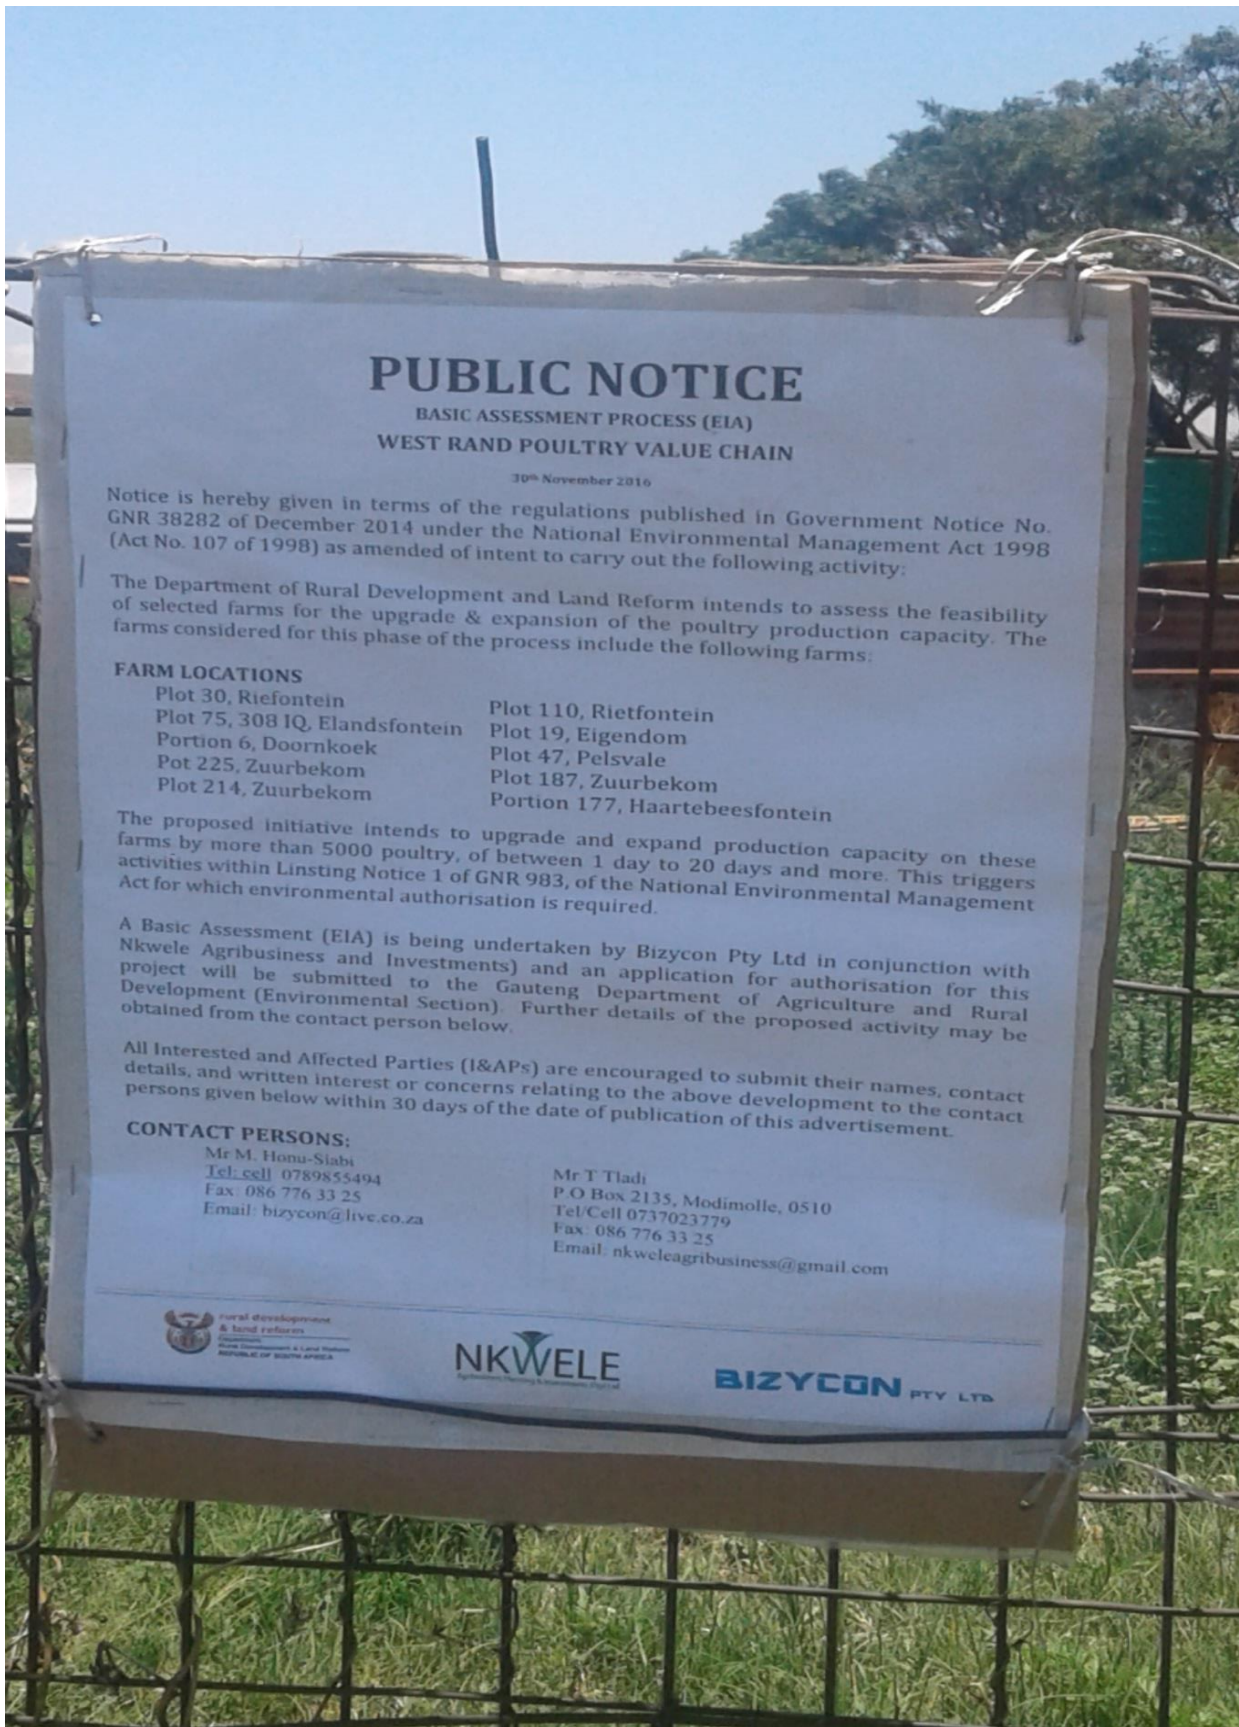 PUBLIC NOTICE
BASIC ASSESSMENT PROCESS (EIA)
WEST RAND POULTRY VALUE CHAIN
30th November 2016
Notice is hereby given in terms of the regulations published in Government Notice No.
GNR 38282 of December 2014 under the National Environmental Management Act 1998
(Act No. 107 of 1998) as amended of intent to carry out the following activity:
The Department of Rural Development and Land Reform intends to assess the feasibility
of selected farms for the upgrade & expansion of the poultry production capacity. The
farms considered for this phase of the process include the following farms:
FARM LOCATIONS
Plot 30, Riefontein
Plot 75, 308 IQ, Elandsfontein
Portion 6, Doornkoek
Pot 225, Zuurbekom
Plot 214, Zuurbekom
Plot 110, Rietfontein
Plot 19, Eigendom
Plot 47, Pelsvale
Plot 187, Zuurbekom
Portion 177, Haartebeesfontein
The proposed initiative intends to upgrade and expand production capacity on these
farms by more than 5000 poultry, of between 1 day to 20 days and more. This triggers
activities within Linsting Notice 1 of GNR 983, of the National Environmental Management
Act for which environmental authorisation is required.
A Basic Assessment (EIA) is being undertaken by Bizycon Pty Ltd in conjunction with
Nkwele Agribusiness and Investments) and an application for authorisation for this
project will be submitted to the Gauteng Department of Agriculture and Rural
Development (Environmental Section). Further details of the proposed activity may be
obtained from the contact person below.
All Interested and Affected Parties (I&APs) are encouraged to submit their names, contact
details, and written interest or concerns relating to the above development to the contact
persons given below within 30 days of the date of publication of this advertisement.
CONTACT PERSONS:
Mr M. Honu-Siabi
Tel: cell 0789855494
Fax: 086 776 33 25
Email: bizycon@live.co.za
Mr T Tladi
P.O Box 2135, Modimolle, 0510
Tel/Cell 0737023779
Fax: 086 776 33 25
Email: nkweleagribusiness@gmail.com
rural development
& land reform
Department:
Rural Development & Land Reform
REPUBLIC OF SOUTH AFRICA
NKWELE
BIZYCON PTY LTD